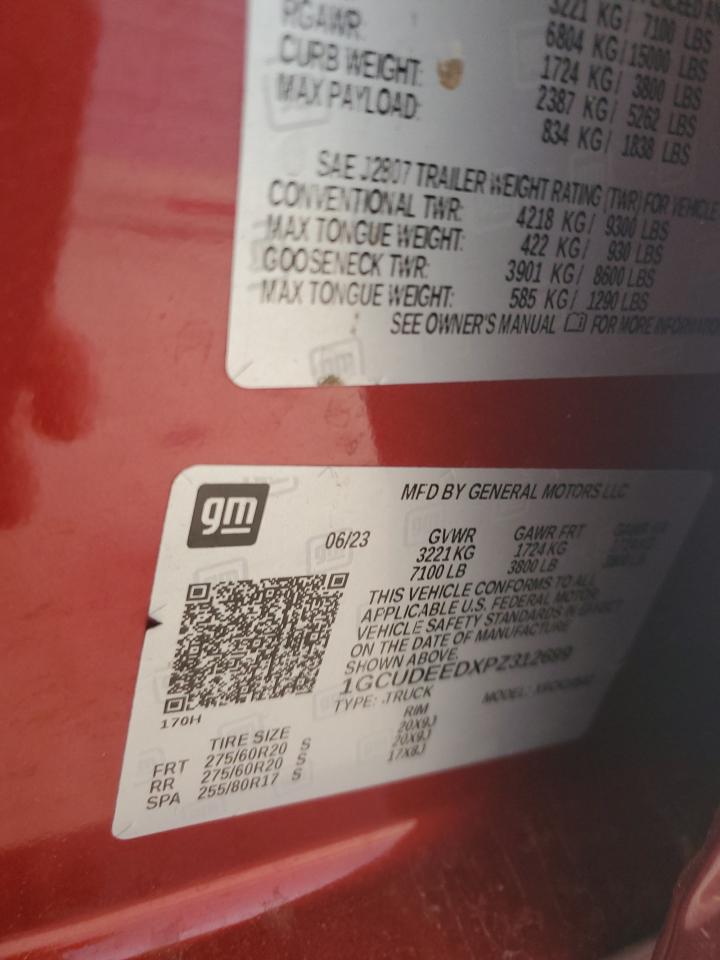 3221 KG/ 7100 LBS
6804 KG/ 15000 LBS
RGAWR: 1724 KG/ 3800 LBS
CURB WEIGHT: 2387 KG/ 5262 LBS
MAX PAYLOAD: 834 KG/ 1838 LBS
SAE J2807 TRAILER WEIGHT RATING (TWR) FOR VEHICLE
CONVENTIONAL TWR: 4218 KG/ 9300 LBS
MAX TONGUE WEIGHT: 422 KG/ 930 LBS
GOOSENECK TWR: 3901 KG/ 8600 LBS
MAX TONGUE WEIGHT: 585 KG/ 1290 LBS
SEE OWNER'S MANUAL FOR MORE INFORMATION
gm
MFD BY GENERAL MOTORS LLC
06/23 GVWR GAWR FRT
3221 KG 1724 KG
7100 LB 3800 LB
THIS VEHICLE CONFORMS TO ALL
APPLICABLE U.S. FEDERAL MOTOR
VEHICLE SAFETY STANDARDS IN EFFECT
ON THE DATE OF MANUFACTURE
SHOWN ABOVE.
1GCUDEEDXPZ312699
170H
TYPE: TRUCK MODEL:
TIRE SIZE RIM
FRT 275/60R20 S 20X9J
RR 275/60R20 S 20X9J
SPA 255/80R17 S 17X8J